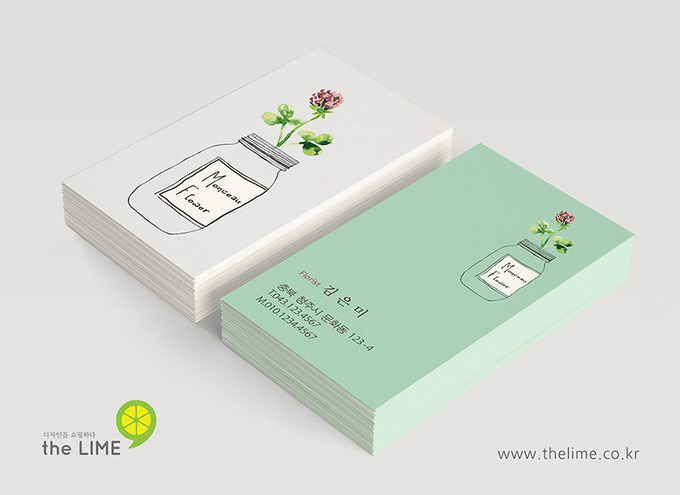 Monceau
Flower
Monceau
Flower
Florist 김은미
충북 청주시 문화동 123-4
T.043.123.4567
M.010.1234.4567
디자인을 쇼핑하다
the LIME
www.thelime.co.kr